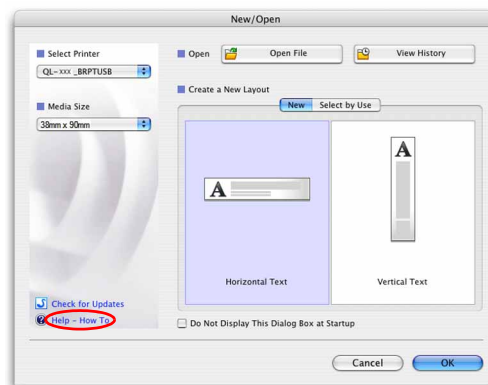 New/Open
Select Printer
QL-xxx _BRPTUSB
Media Size
38mm x 90mm
Check for Updates
Help - How To
Open
Open File
View History
Create a New Layout
New
Select by Use
A
Horizontal Text
A
Vertical Text
Do Not Display This Dialog Box at Startup
Cancel
OK